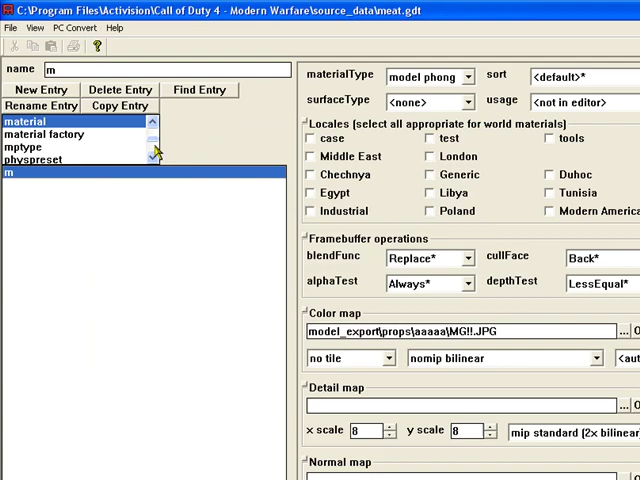 C:\Program Files\Activision\Call of Duty 4 - Modern Warfare\source_data\meat.gdt
File View PC Convert Help
name m
New Entry Delete Entry Find Entry
Rename Entry Copy Entry
material
material factory
mptype
physpreset
m
materialType model phong sort <default>*
surfaceType <none> usage <not in editor>
Locales (select all appropriate for world materials)
case test tools
Middle East London
Chechnya Generic Duhoc
Egypt Libya Tunisia
Industrial Poland Modern America
Framebuffer operations
blendFunc Replace* cullFace Back*
alphaTest Always* depthTest LessEqual*
Color map
model_export\props\aaaaa\MG!!.JPG ...
no tile nomip bilinear <aut
Detail map
...
x scale 8 y scale 8 mip standard (2x bilinear
Normal map